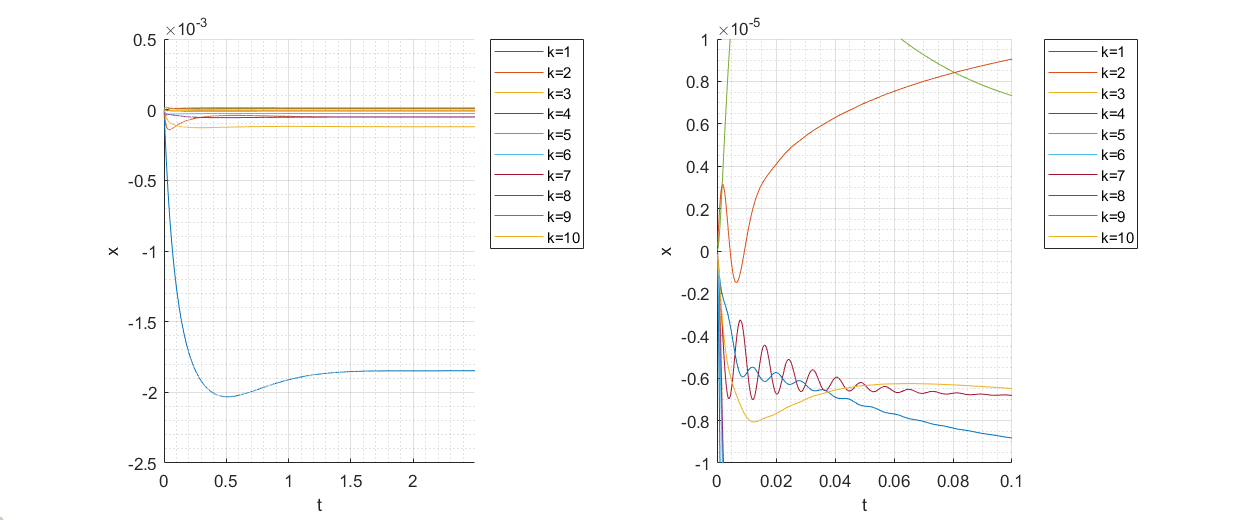 ×10-3
0.5
0
-0.5
-1
-1.5
-2
-2.5
x
0
0.5
1
1.5
2
t
k=1
k=2
k=3
k=4
k=5
k=6
k=7
k=8
k=9
k=10
×10-5
1
0.8
0.6
0.4
0.2
0
-0.2
-0.4
-0.6
-0.8
-1
x
0
0.02
0.04
0.06
0.08
0.1
t
k=1
k=2
k=3
k=4
k=5
k=6
k=7
k=8
k=9
k=10